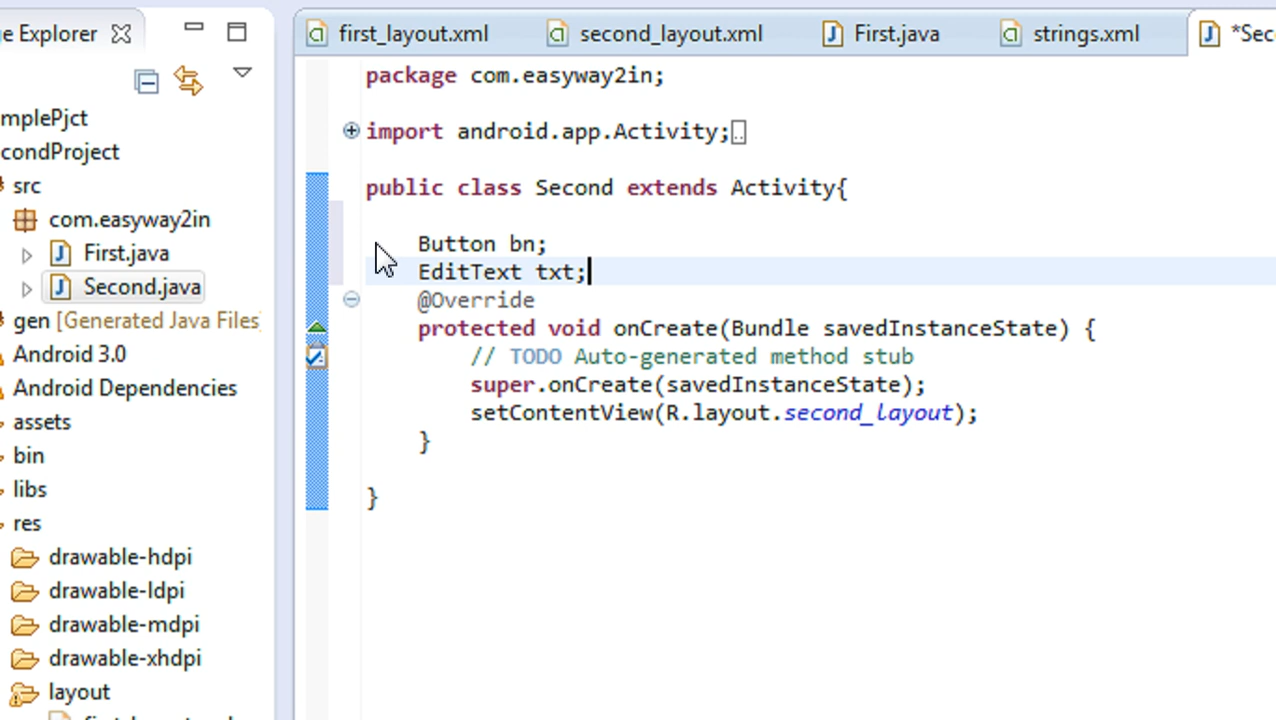 e Explorer
mplePjct
condProject
src
com.easyway2in
First.java
Second.java
gen [Generated Java Files]
Android 3.0
Android Dependencies
assets
bin
libs
res
drawable-hdpi
drawable-ldpi
drawable-mdpi
drawable-xhdpi
layout
first_layout.xml second_layout.xml First.java strings.xml *Sec
package com.easyway2in;
import android.app.Activity;
public class Second extends Activity{
Button bn;
EditText txt;
@Override
protected void onCreate(Bundle savedInstanceState) {
// TODO Auto-generated method stub
super.onCreate(savedInstanceState);
setContentView(R.layout.second_layout);
}
}